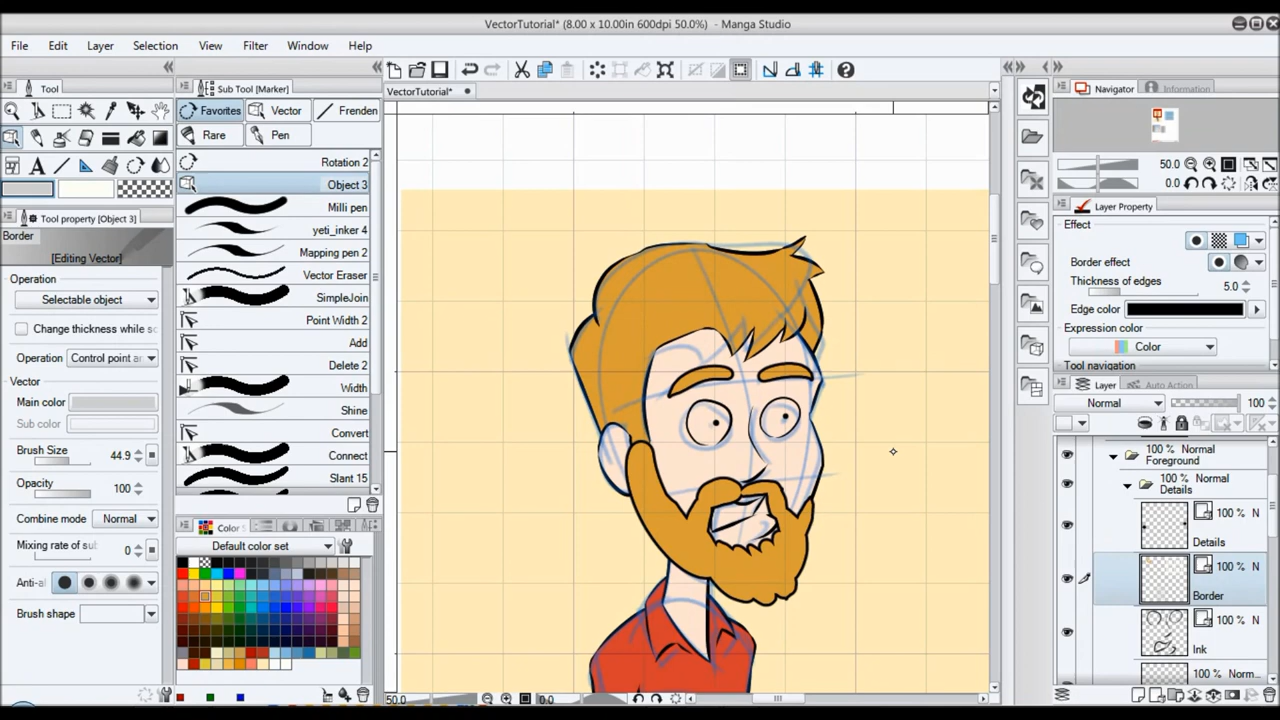 VectorTutorial* (8.00 x 10.00in 600dpi 50.0%) - Manga Studio
File Edit Layer Selection View Filter Window Help
Tool
Sub Tool [Marker]
VectorTutorial*
Navigator Information
Favorites Vector Frenden
Rare Pen
Rotation 2
Object 3
Milli pen
yeti_inker 4
Mapping pen 2
Vector Eraser
SimpleJoin
Point Width 2
Add
Delete 2
Width
Shine
Convert
Connect
Slant 15
Tool property [Object 3]
Border
[Editing Vector]
Operation
Selectable object
Change thickness while sc
Operation Control point ar
Vector
Main color
Sub color
Brush Size 44.9
Opacity 100
Combine mode Normal
Mixing rate of sub 0
Anti-al
Brush shape
Color S
Default color set
50.0 0.0
50.0
0.0
Layer Property
Effect
Border effect
Thickness of edges 5.0
Edge color
Expression color
Color
Tool navigation
Layer Auto Action
Normal 100
100 % Normal
Foreground
100 % Normal
Details
100 % N
Details
100 % N
Border
100 % N
Ink
100 % Norm...